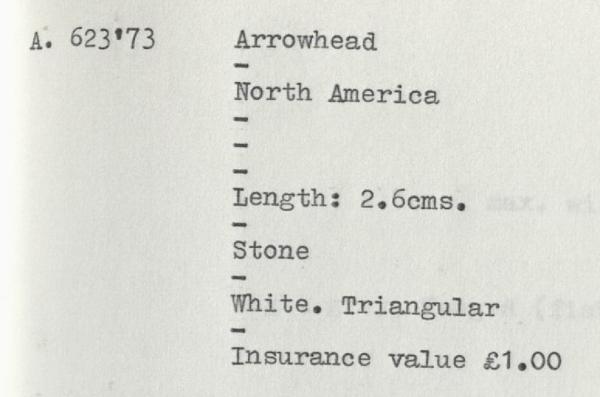 A. 623'73 Arrowhead
-
North America
-
-
-
Length: 2.6cms.
-
Stone
-
White. Triangular
-
Insurance value £1.00